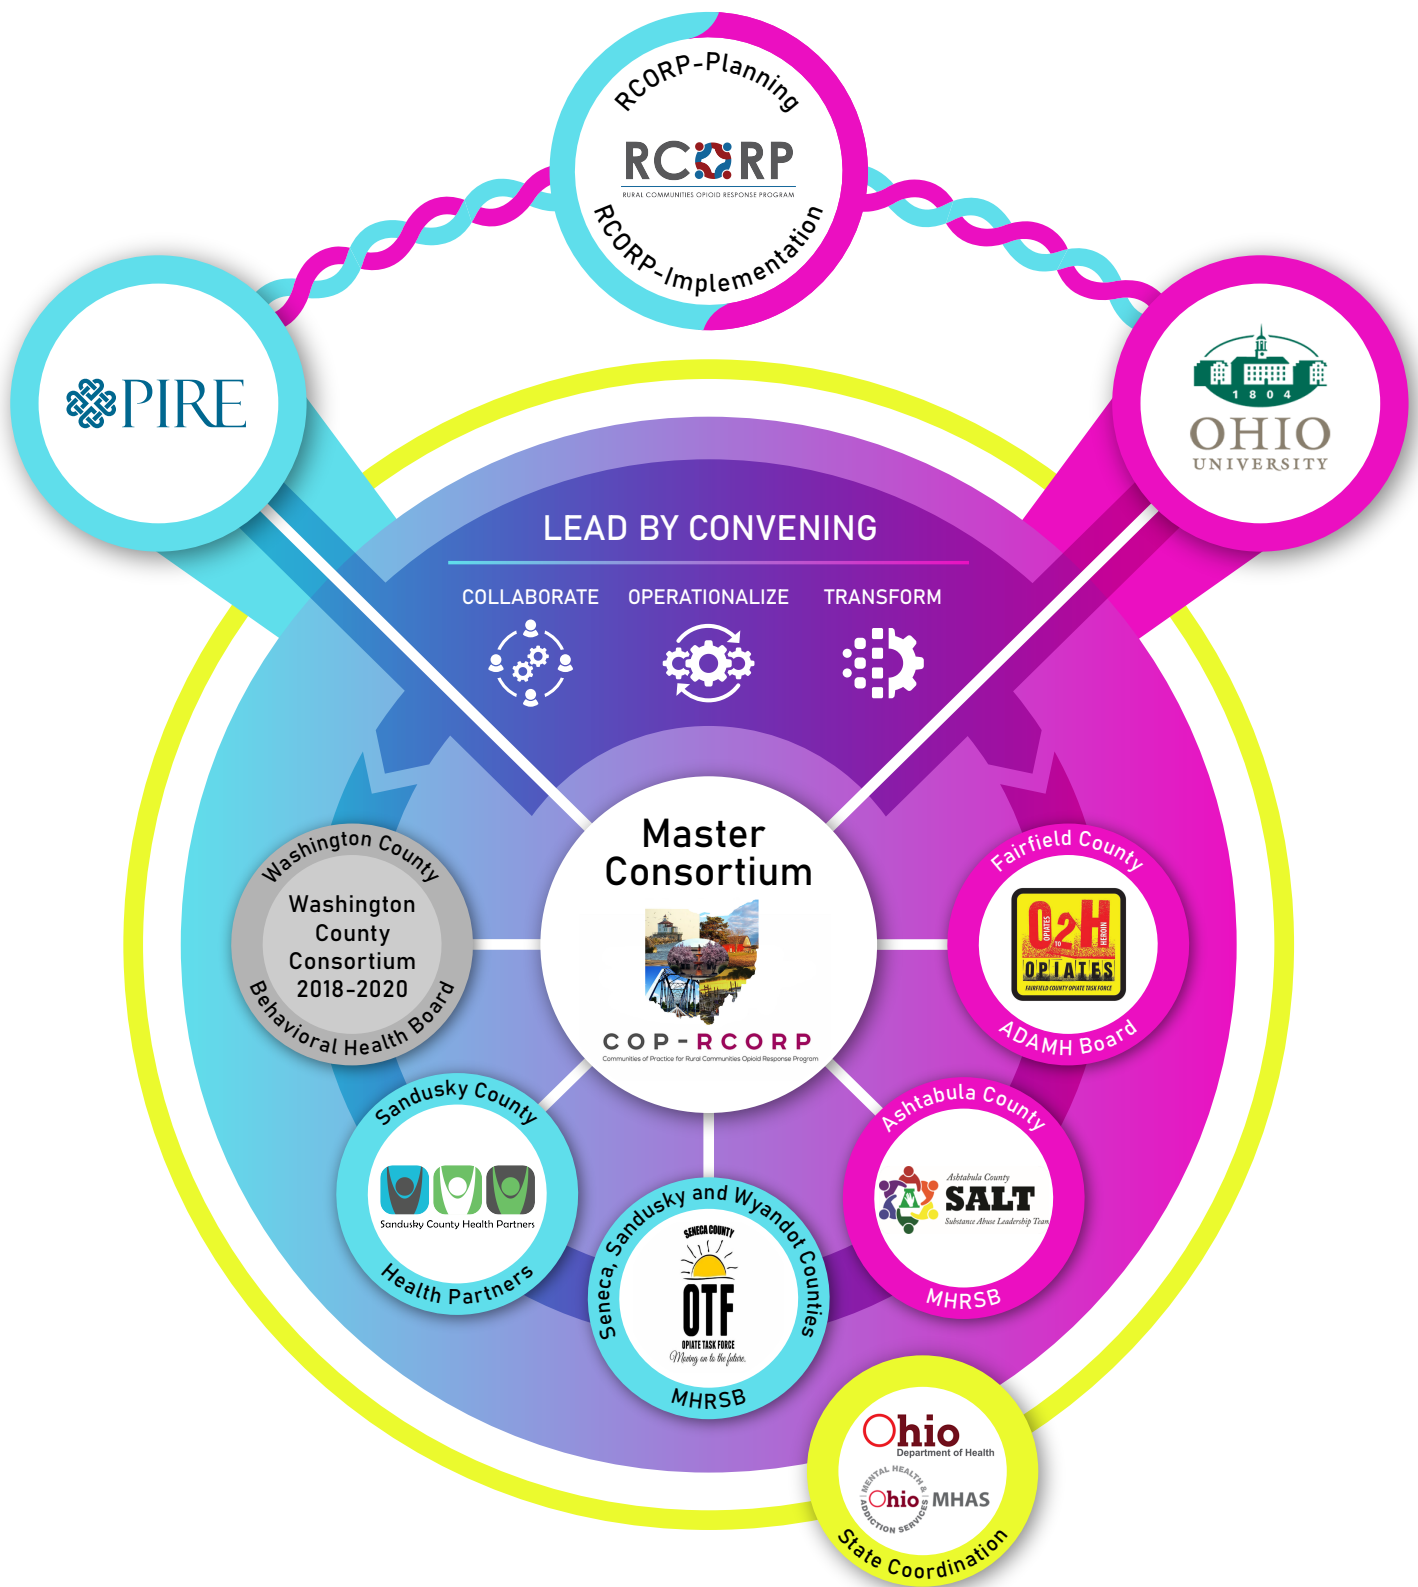 RCORP-Planning
RCORP
RURAL COMMUNITIES OPIOID RESPONSE PROGRAM
RCORP-Implementation
PIRE
1804
OHIO
UNIVERSITY
LEAD BY CONVENING
COLLABORATE OPERATIONALIZE TRANSFORM
Master
Consortium
COP-RCORP
Communities of Practice for Rural Communities Opioid Response Program
Washington County
Washington
County
Consortium
2018-2020
Behavioral Health Board
Fairfield County
O2H
OPIATES
TO
HEROIN
OPIATES
FAIRFIELD COUNTY OPIATE TASK FORCE
ADAMH Board
Sandusky County
Sandusky County Health Partners
Health Partners
Seneca, Sandusky and Wyandot Counties
SENECA COUNTY
OTF
OPIATE TASK FORCE
Moving on to the future.
MHRSB
Ashtabula County
Ashtabula County
SALT
Substance Abuse Leadership Team
MHRSB
Ohio
Department of Health
MENTAL HEALTH &
Ohio MHAS
ADDICTION SERVICES
State Coordination